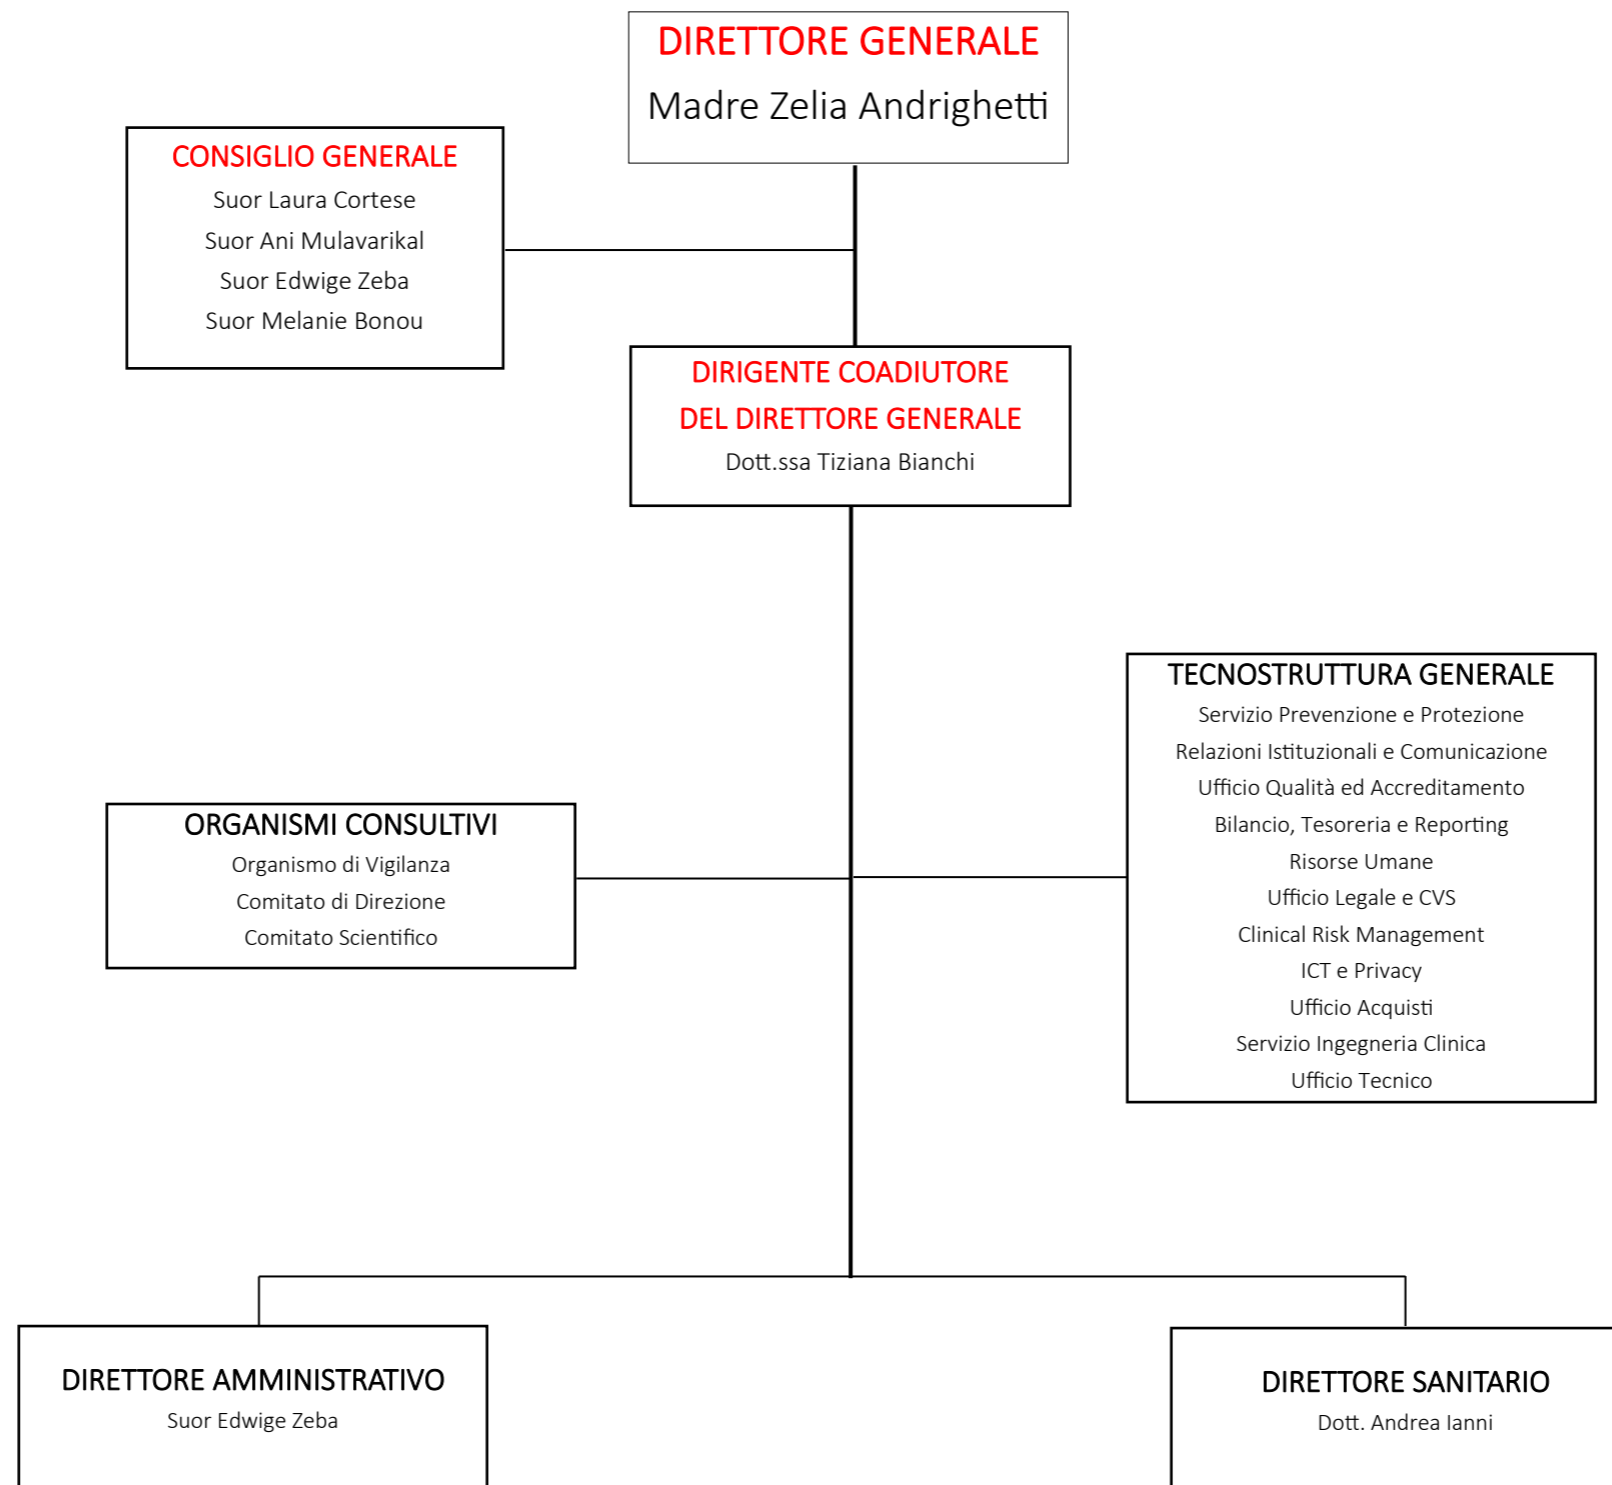 DIRETTORE GENERALE
Madre Zelia Andrighetti
CONSIGLIO GENERALE
Suor Laura Cortese
Suor Ani Mulavarikal
Suor Edwige Zeba
Suor Melanie Bonou
DIRIGENTE COADIUTORE
DEL DIRETTORE GENERALE
Dott.ssa Tiziana Bianchi
TECNOSTRUTTURA GENERALE
Servizio Prevenzione e Protezione
Relazioni Istituzionali e Comunicazione
Ufficio Qualità ed Accreditamento
Bilancio, Tesoreria e Reporting
Risorse Umane
Ufficio Legale e CVS
Clinical Risk Management
ICT e Privacy
Ufficio Acquisti
Servizio Ingegneria Clinica
Ufficio Tecnico
ORGANISMI CONSULTIVI
Organismo di Vigilanza
Comitato di Direzione
Comitato Scientifico
DIRETTORE AMMINISTRATIVO
Suor Edwige Zeba
DIRETTORE SANITARIO
Dott. Andrea Ianni